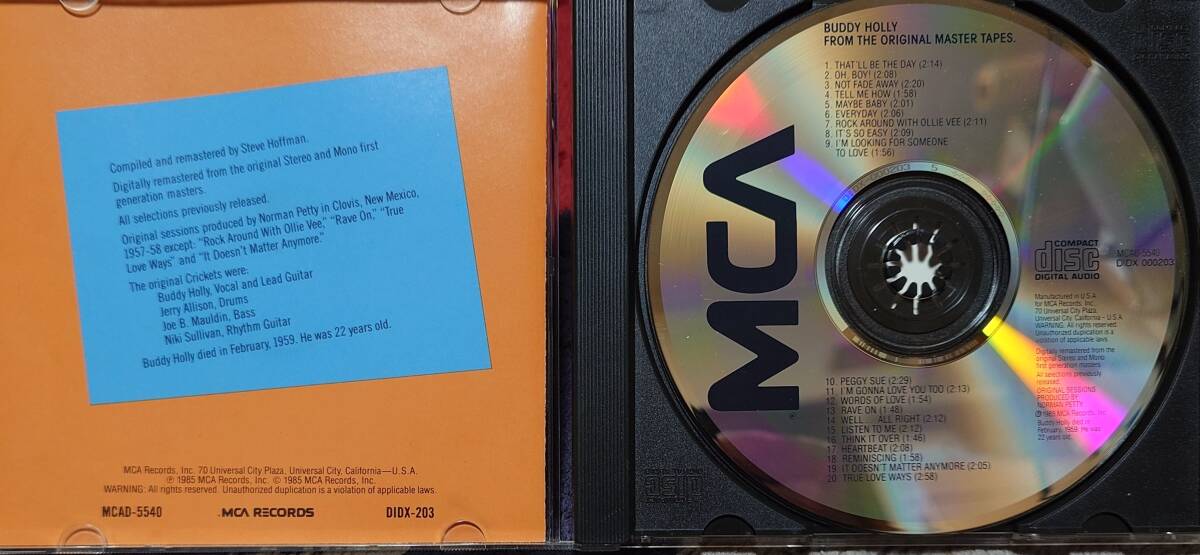 Compiled and remastered by Steve Hoffman.
Digitally remastered from the original Stereo and Mono first
generation masters.
All selections previously released.
Original sessions produced by Norman Petty in Clovis, New Mexico,
1957-58 except: "Rock Around With Ollie Vee," "Rave On," "True
Love Ways" and "It Doesn't Matter Anymore."
The original Crickets were:
Buddy Holly, Vocal and Lead Guitar
Jerry Allison, Drums
Joe B. Mauldin, Bass
Niki Sullivan, Rhythm Guitar
Buddy Holly died in February, 1959. He was 22 years old.
MCA Records, Inc. 70 Universal City Plaza, Universal City, California—U.S.A.
℗ 1985 MCA Records, Inc. © 1985 MCA Records, Inc.
WARNING: All rights reserved. Unauthorized duplication is a violation of applicable laws.
MCAD-5540
MCA RECORDS
DIDX-203
BUDDY HOLLY
FROM THE ORIGINAL MASTER TAPES.
1. THAT'LL BE THE DAY (2:14)
2. OH, BOY! (2:08)
3. NOT FADE AWAY (2:20)
4. TELL ME HOW (1:58)
5. MAYBE BABY (2:01)
6. EVERYDAY (2:06)
7. ROCK AROUND WITH OLLIE VEE (2:11)
8. IT'S SO EASY (2:09)
9. I'M LOOKING FOR SOMEONE
TO LOVE (1:56)
DIDX 000203 5
MCA
®
COMPACT
disc
DIGITAL AUDIO
MCAD-5540
DIDX 000203
Manufactured in U.S.A.
for MCA Records, Inc.
70 Universal City Plaza,
Universal City, California - U.S.A.
WARNING: All rights reserved.
Unauthorized duplication is a
violation of applicable laws.
Digitally remastered from the
original Stereo and Mono
first generation masters
All selections previously
released.
ORIGINAL SESSIONS
PRODUCED BY
NORMAN PETTY
℗ 1985 MCA Records, Inc.
Buddy Holly died in
February, 1959. He was
22 years old.
10. PEGGY SUE (2:29)
11. I'M GONNA LOVE YOU TOO (2:13)
12. WORDS OF LOVE (1:54)
13. RAVE ON (1:48)
14. WELL . . . ALL RIGHT (2:12)
15. LISTEN TO ME (2:12)
16. THINK IT OVER (1:46)
17. HEARTBEAT (2:08)
18. REMINISCING (1:58)
19. IT DOESN'T MATTER ANYMORE (2:05)
20. TRUE LOVE WAYS (2:58)